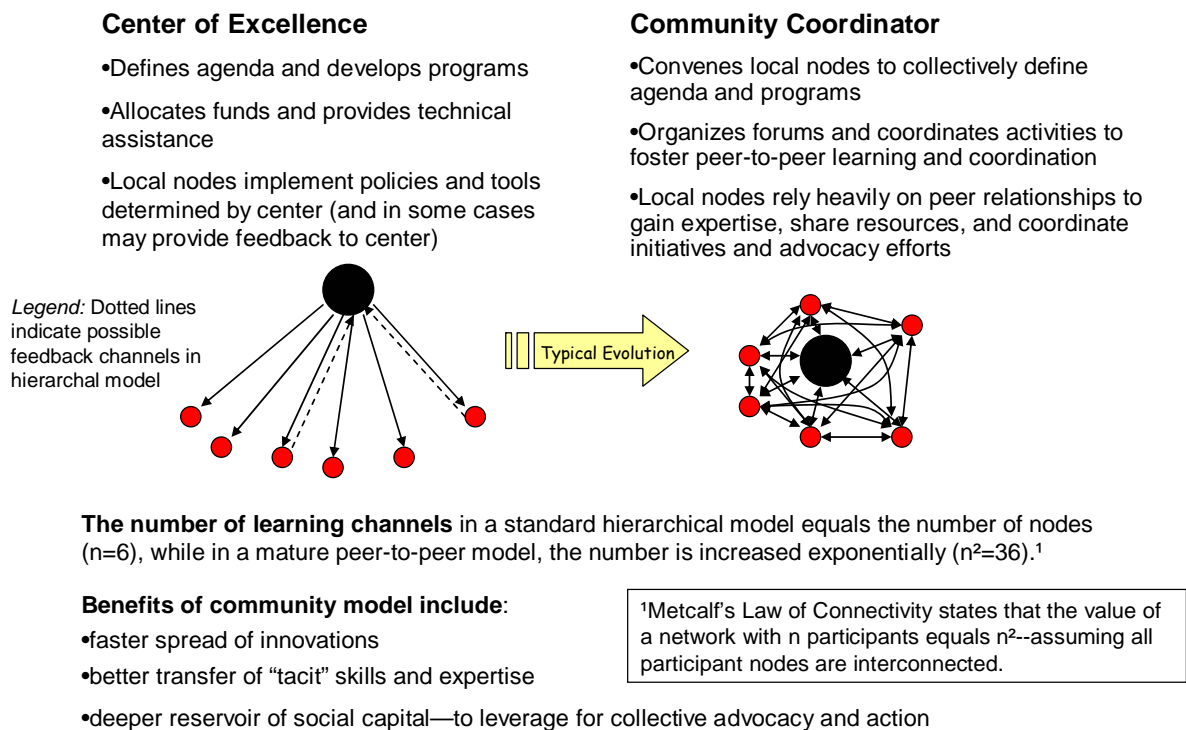 Center of Excellence
•Defines agenda and develops programs
•Allocates funds and provides technical
assistance
•Local nodes implement policies and tools
determined by center (and in some cases
may provide feedback to center)
Community Coordinator
•Convenes local nodes to collectively define
agenda and programs
•Organizes forums and coordinates activities to
foster peer-to-peer learning and coordination
•Local nodes rely heavily on peer relationships to
gain expertise, share resources, and coordinate
initiatives and advocacy efforts
Legend: Dotted lines
indicate possible
feedback channels in
hierarchal model
Typical Evolution
The number of learning channels in a standard hierarchical model equals the number of nodes
(n=6), while in a mature peer-to-peer model, the number is increased exponentially (n²=36).¹
Benefits of community model include:
•faster spread of innovations
•better transfer of “tacit” skills and expertise
•deeper reservoir of social capital—to leverage for collective advocacy and action
¹Metcalf’s Law of Connectivity states that the value of
a network with n participants equals n²--assuming all
participant nodes are interconnected.